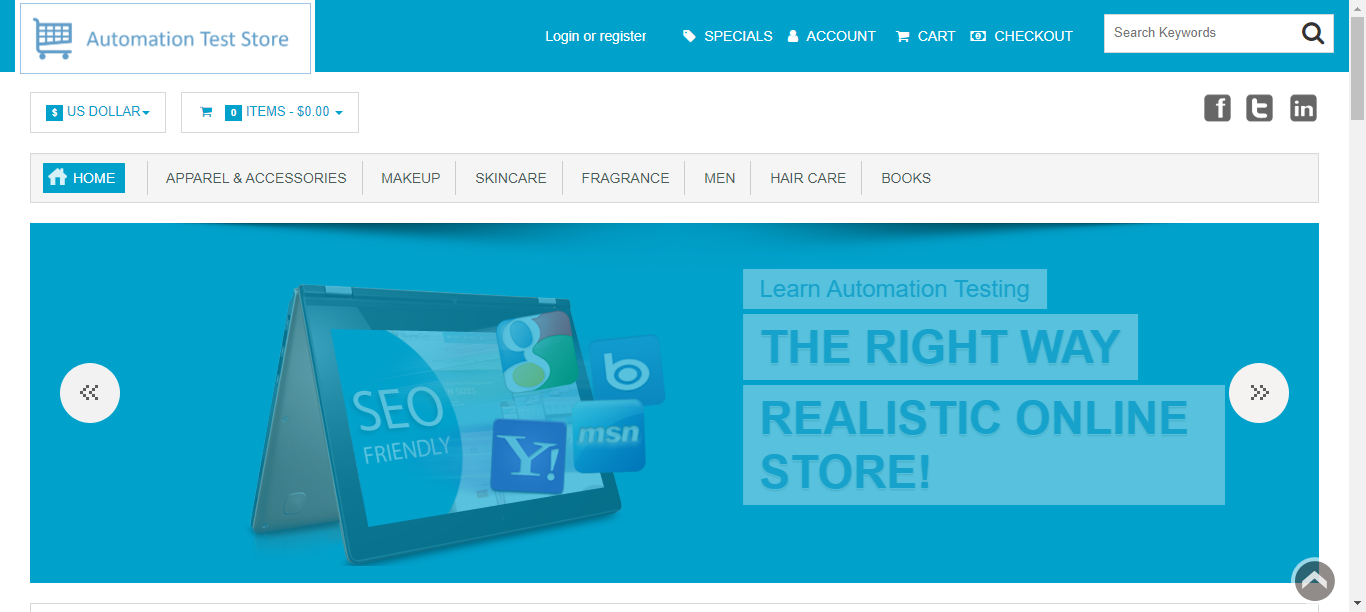 Automation Test Store
Login or register
SPECIALS
ACCOUNT
CART
CHECKOUT
Search Keywords
$ US DOLLAR
0 ITEMS - $0.00
f t in
HOME
APPAREL & ACCESSORIES
MAKEUP
SKINCARE
FRAGRANCE
MEN
HAIR CARE
BOOKS
Learn Automation Testing
THE RIGHT WAY
REALISTIC ONLINE
STORE!
SEO
FRIENDLY
g
b
Y!
msn